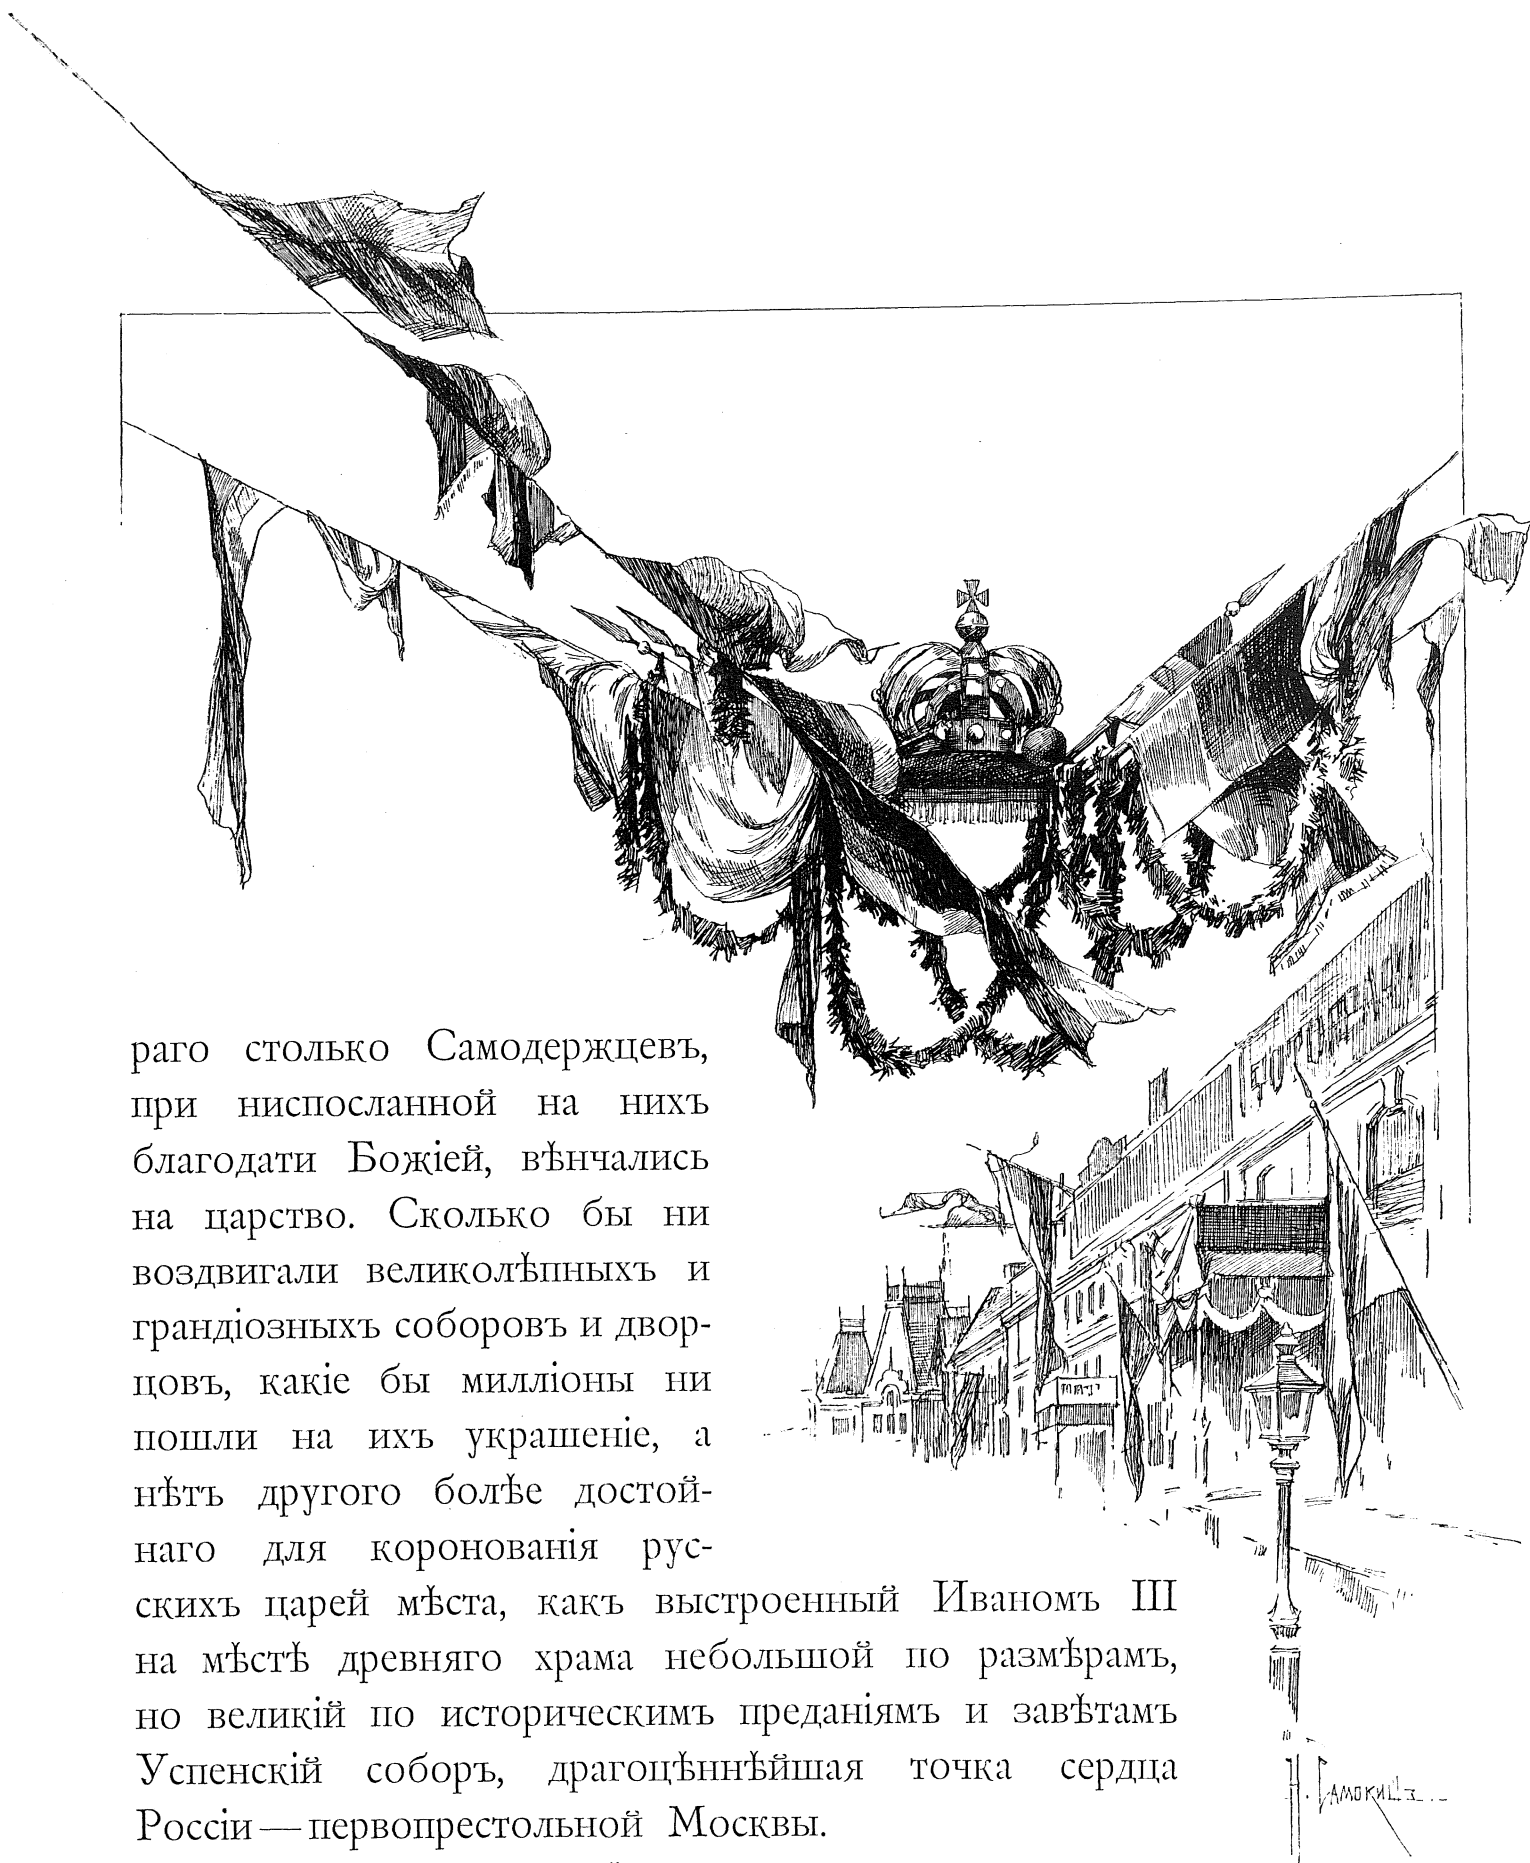 раго столько Самодержцевъ,
при ниспосланной на нихъ
благодати Божіей, вѣнчались
на царство. Сколько бы ни
воздвигали великолѣпныхъ и
грандіозныхъ соборовъ и двор-
цовъ, какіе бы милліоны ни
пошли на ихъ украшеніе, а
нѣтъ другого болѣе достой-
наго для коронованія рус-
скихъ царей мѣста, какъ выстроенный Иваномъ III
на мѣстѣ древняго храма небольшой по размѣрамъ,
но великій по историческимъ преданіямъ и завѣтамъ
Успенскій соборъ, драгоцѣннѣйшая точка сердца
Россіи — первопрестольной Москвы.
Н. Самокишъ